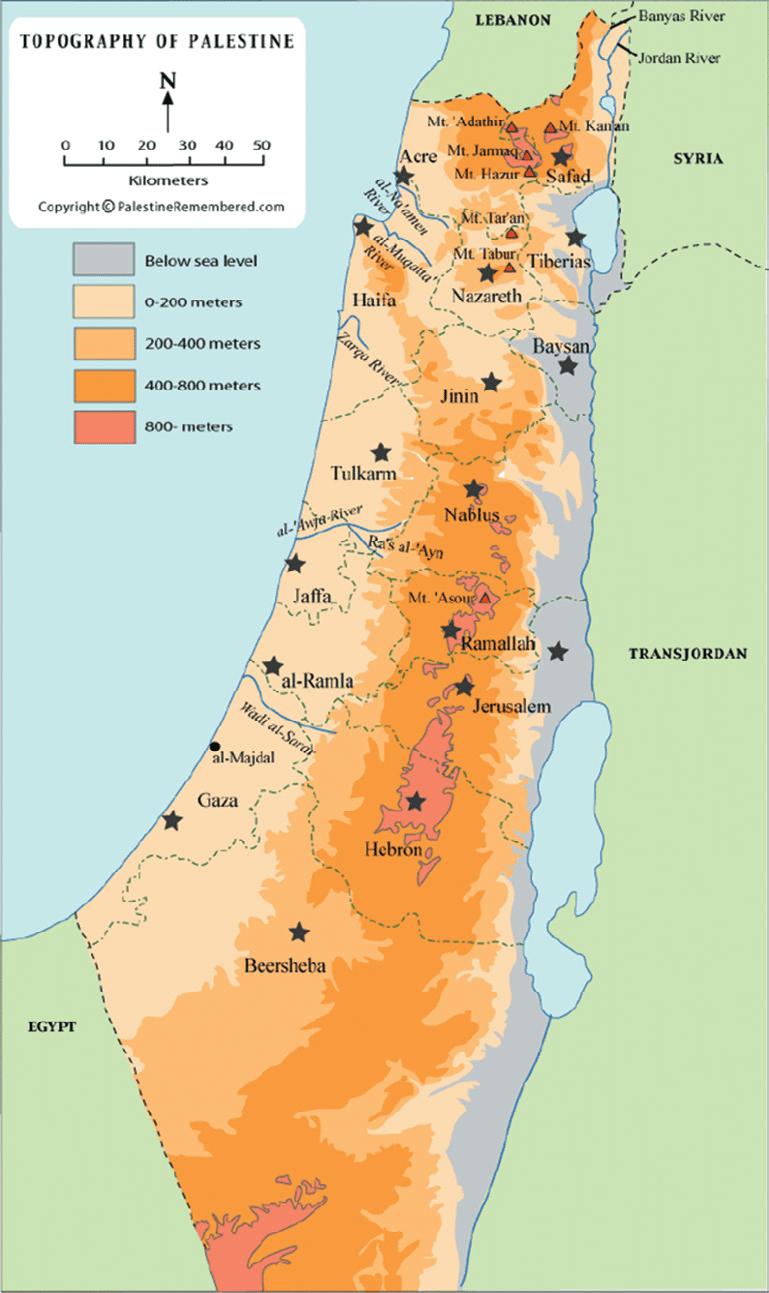 LEBANON
Banyas River
Jordan River
TOPOGRAPHY OF PALESTINE
N
0 10 20 30 40 50
Kilometers
Copyright © PalestineRemembered.com
Mt. 'Adathir
Mt. Kanan
Mt. Jarmaq
Mt. Hazur
Safad
SYRIA
Acre
al-Na'amen
River
Mt. Tar'an
al-Muqatta'
River
Mt. Tabur
Tiberias
Nazareth
Haifa
Below sea level
0-200 meters
200-400 meters
400-800 meters
800- meters
Zarqa River
Baysan
Jinin
Tulkarm
Nablus
al-'Awja-River
Ra's al-'Ayn
Jaffa
Mt. 'Asour
Ramallah
TRANSJORDAN
al-Ramla
Jerusalem
Wadi al-Sarar
al-Majdal
Gaza
Hebron
Beersheba
EGYPT